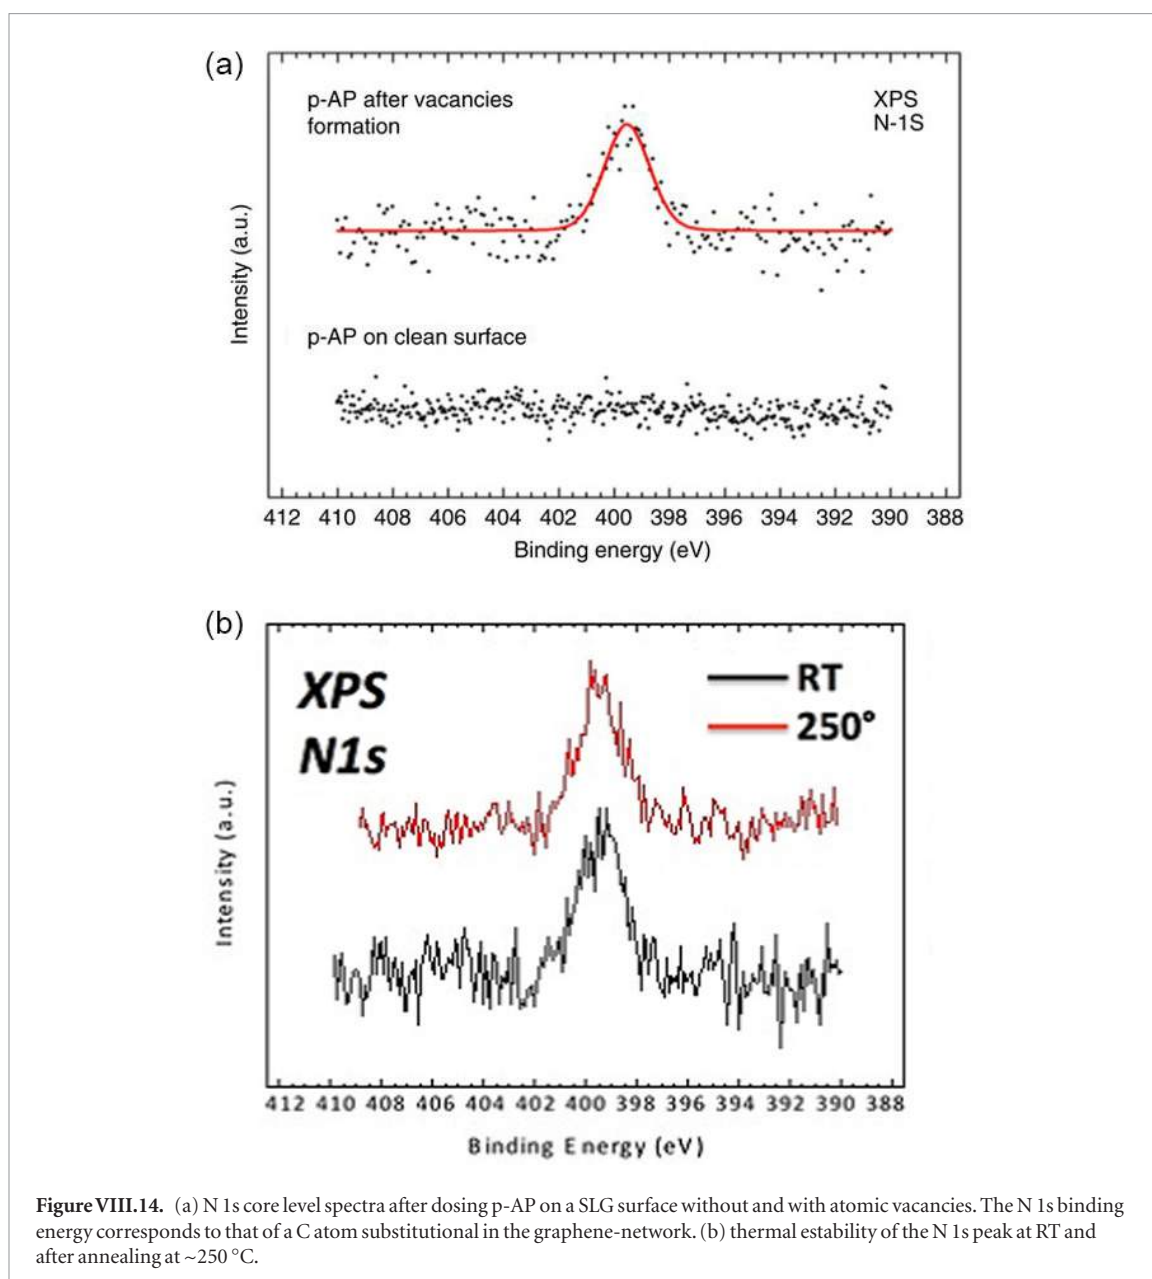 (a)
p-AP after vacancies
formation
XPS
N-1S
Intensity (a.u.)
p-AP on clean surface
412 410 408 406 404 402 400 398 396 394 392 390 388
Binding energy (eV)
(b)
XPS
N1s
RT
250°
Intensity (a.u.)
412 410 408 406 404 402 400 398 396 394 392 390 388
Binding Energy (eV)
Figure VIII.14. (a) N 1s core level spectra after dosing p-AP on a SLG surface without and with atomic vacancies. The N 1s binding
energy corresponds to that of a C atom substitutional in the graphene-network. (b) thermal estability of the N 1s peak at RT and
after annealing at ~250 °C.